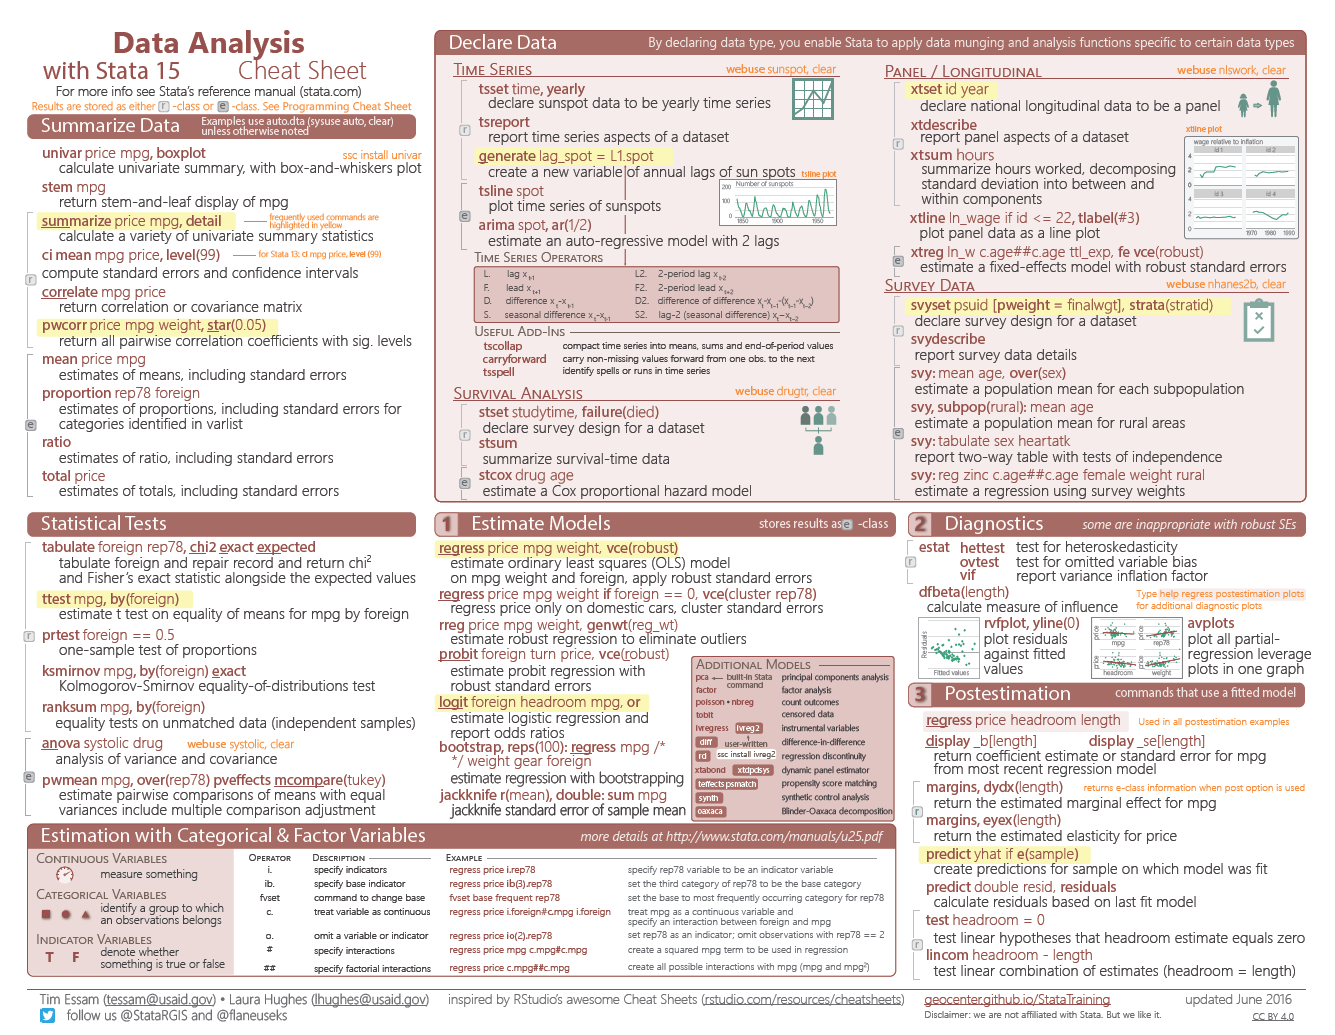 Data Analysis
with Stata 15 Cheat Sheet
For more info see Stata's reference manual (stata.com)
Results are stored as either r -class or e -class. See Programming Cheat Sheet
Summarize Data
Examples use auto.dta (sysuse auto, clear)
unless otherwise noted
univar price mpg, boxplot
ssc install univar
calculate univariate summary, with box-and-whiskers plot
stem mpg
return stem-and-leaf display of mpg
summarize price mpg, detail
frequently used commands are
highlighted in yellow
calculate a variety of univariate summary statistics
ci mean mpg price, level(99)
for Stata 13: ci mpg price, level (99)
r
compute standard errors and confidence intervals
correlate mpg price
return correlation or covariance matrix
pwcorr price mpg weight, star(0.05)
return all pairwise correlation coefficients with sig. levels
mean price mpg
estimates of means, including standard errors
proportion rep78 foreign
estimates of proportions, including standard errors for
e
categories identified in varlist
ratio
estimates of ratio, including standard errors
total price
estimates of totals, including standard errors
Declare Data
By declaring data type, you enable Stata to apply data munging and analysis functions specific to certain data types
TIME SERIES
webuse sunspot, clear
tsset time, yearly
declare sunspot data to be yearly time series
r
tsreport
report time series aspects of a dataset
generate lag_spot = L1.spot
create a new variable of annual lags of sun spots
tsline plot
tsline spot
plot time series of sunspots
Number of sunspots
200
100
0
1850 1900 1950
e
arima spot, ar(1/2)
estimate an auto-regressive model with 2 lags
TIME SERIES OPERATORS
L. lag x t-1 L2. 2-period lag x t-2
F. lead x t+1 F2. 2-period lead x t+2
D. difference x t-x t-1 D2. difference of difference x t-x t−1-(x t−1-x t−2)
S. seasonal difference x t-x t-1 S2. lag-2 (seasonal difference) x t−x t−2
USEFUL ADD-INS
tscollap compact time series into means, sums and end-of-period values
carryforward carry non-missing values forward from one obs. to the next
tsspell identify spells or runs in time series
SURVIVAL ANALYSIS
webuse drugtr, clear
stset studytime, failure(died)
declare survey design for a dataset
r
stsum
summarize survival-time data
stcox drug age
e
estimate a Cox proportional hazard model
PANEL / LONGITUDINAL
webuse nlswork, clear
xtset id year
declare national longitudinal data to be a panel
xtdescribe
report panel aspects of a dataset
r
xtsum hours
summarize hours worked, decomposing
standard deviation into between and
within components
xtline plot
wage relative to inflation
id 1 id 2
4
2
0
id 3 id 4
4
2
0
1970 1980 1990
xtline ln_wage if id <= 22, tlabel(#3)
plot panel data as a line plot
xtreg ln_w c.age##c.age ttl_exp, fe vce(robust)
e
estimate a fixed-effects model with robust standard errors
SURVEY DATA
webuse nhanes2b, clear
svyset psuid [pweight = finalwgt], strata(stratid)
declare survey design for a dataset
r
svydescribe
report survey data details
svy: mean age, over(sex)
estimate a population mean for each subpopulation
svy, subpop(rural): mean age
estimate a population mean for rural areas
e
svy: tabulate sex heartatk
report two-way table with tests of independence
svy: reg zinc c.age##c.age female weight rural
estimate a regression using survey weights
Statistical Tests
tabulate foreign rep78, chi2 exact expected
tabulate foreign and repair record and return chi2
and Fisher's exact statistic alongside the expected values
ttest mpg, by(foreign)
estimate t test on equality of means for mpg by foreign
r
prtest foreign == 0.5
one-sample test of proportions
ksmirnov mpg, by(foreign) exact
Kolmogorov-Smirnov equality-of-distributions test
ranksum mpg, by(foreign)
equality tests on unmatched data (independent samples)
anova systolic drug
webuse systolic, clear
analysis of variance and covariance
e
pwmean mpg, over(rep78) pveffects mcompare(tukey)
estimate pairwise comparisons of means with equal
variances include multiple comparison adjustment
1 Estimate Models
stores results as e -class
regress price mpg weight, vce(robust)
estimate ordinary least squares (OLS) model
on mpg weight and foreign, apply robust standard errors
regress price mpg weight if foreign == 0, vce(cluster rep78)
regress price only on domestic cars, cluster standard errors
rreg price mpg weight, genwt(reg_wt)
estimate robust regression to eliminate outliers
probit foreign turn price, vce(robust)
estimate probit regression with
robust standard errors
logit foreign headroom mpg, or
estimate logistic regression and
report odds ratios
bootstrap, reps(100): regress mpg /*
*/ weight gear foreign
estimate regression with bootstrapping
jackknife r(mean), double: sum mpg
jackknife standard error of sample mean
ADDITIONAL MODELS
pca built-in Stata principal components analysis
command
factor factor analysis
poisson • nbreg count outcomes
tobit censored data
ivregress ivreg2 instrumental variables
diff user-written difference-in-difference
rd ssc install ivreg2 regression discontinuity
xtabond xtdpdsys dynamic panel estimator
teffects psmatch propensity score matching
synth synthetic control analysis
oaxaca Blinder-Oaxaca decomposition
2 Diagnostics
some are inappropriate with robust SEs
estat hettest test for heteroskedasticity
r
ovtest test for omitted variable bias
vif report variance inflation factor
dfbeta(length)
calculate measure of influence
Type help regress postestimation plots
for additional diagnostic plots
Residuals
Fitted values
rvfplot, yline(0)
plot residuals
against fitted
values
price mpg price rep78
price headroom price weight
avplots
plot all partial-
regression leverage
plots in one graph
3 Postestimation
commands that use a fitted model
regress price headroom length
Used in all postestimation examples
display _b[length] display _se[length]
return coefficient estimate or standard error for mpg
from most recent regression model
margins, dydx(length)
returns e-class information when post option is used
return the estimated marginal effect for mpg
r
margins, eyex(length)
return the estimated elasticity for price
predict yhat if e(sample)
create predictions for sample on which model was fit
predict double resid, residuals
calculate residuals based on last fit model
test headroom = 0
r
test linear hypotheses that headroom estimate equals zero
lincom headroom - length
test linear combination of estimates (headroom = length)
Estimation with Categorical & Factor Variables
more details at http://www.stata.com/manuals/u25.pdf
CONTINUOUS VARIABLES
measure something
CATEGORICAL VARIABLES
identify a group to which
an observations belongs
INDICATOR VARIABLES
T F
denote whether
something is true or false
OPERATOR DESCRIPTION EXAMPLE
i. specify indicators regress price i.rep78 specify rep78 variable to be an indicator variable
ib. specify base indicator regress price ib(3).rep78 set the third category of rep78 to be the base category
fvset command to change base fvset base frequent rep78 set the base to most frequently occurring category for rep78
c. treat variable as continuous regress price i.foreign#c.mpg i.foreign treat mpg as a continuous variable and
specify an interaction between foreign and mpg
o. omit a variable or indicator regress price io(2).rep78 set rep78 as an indicator; omit observations with rep78 == 2
# specify interactions regress price mpg c.mpg#c.mpg create a squared mpg term to be used in regression
## specify factorial interactions regress price c.mpg##c.mpg create all possible interactions with mpg (mpg and mpg²)
Tim Essam (tessam@usaid.gov) • Laura Hughes (lhughes@usaid.gov)
follow us @StataRGIS and @flaneuseks
inspired by RStudio's awesome Cheat Sheets (rstudio.com/resources/cheatsheets)
geocenter.github.io/StataTraining
updated June 2016
Disclaimer: we are not affiliated with Stata. But we like it.
CC BY 4.0